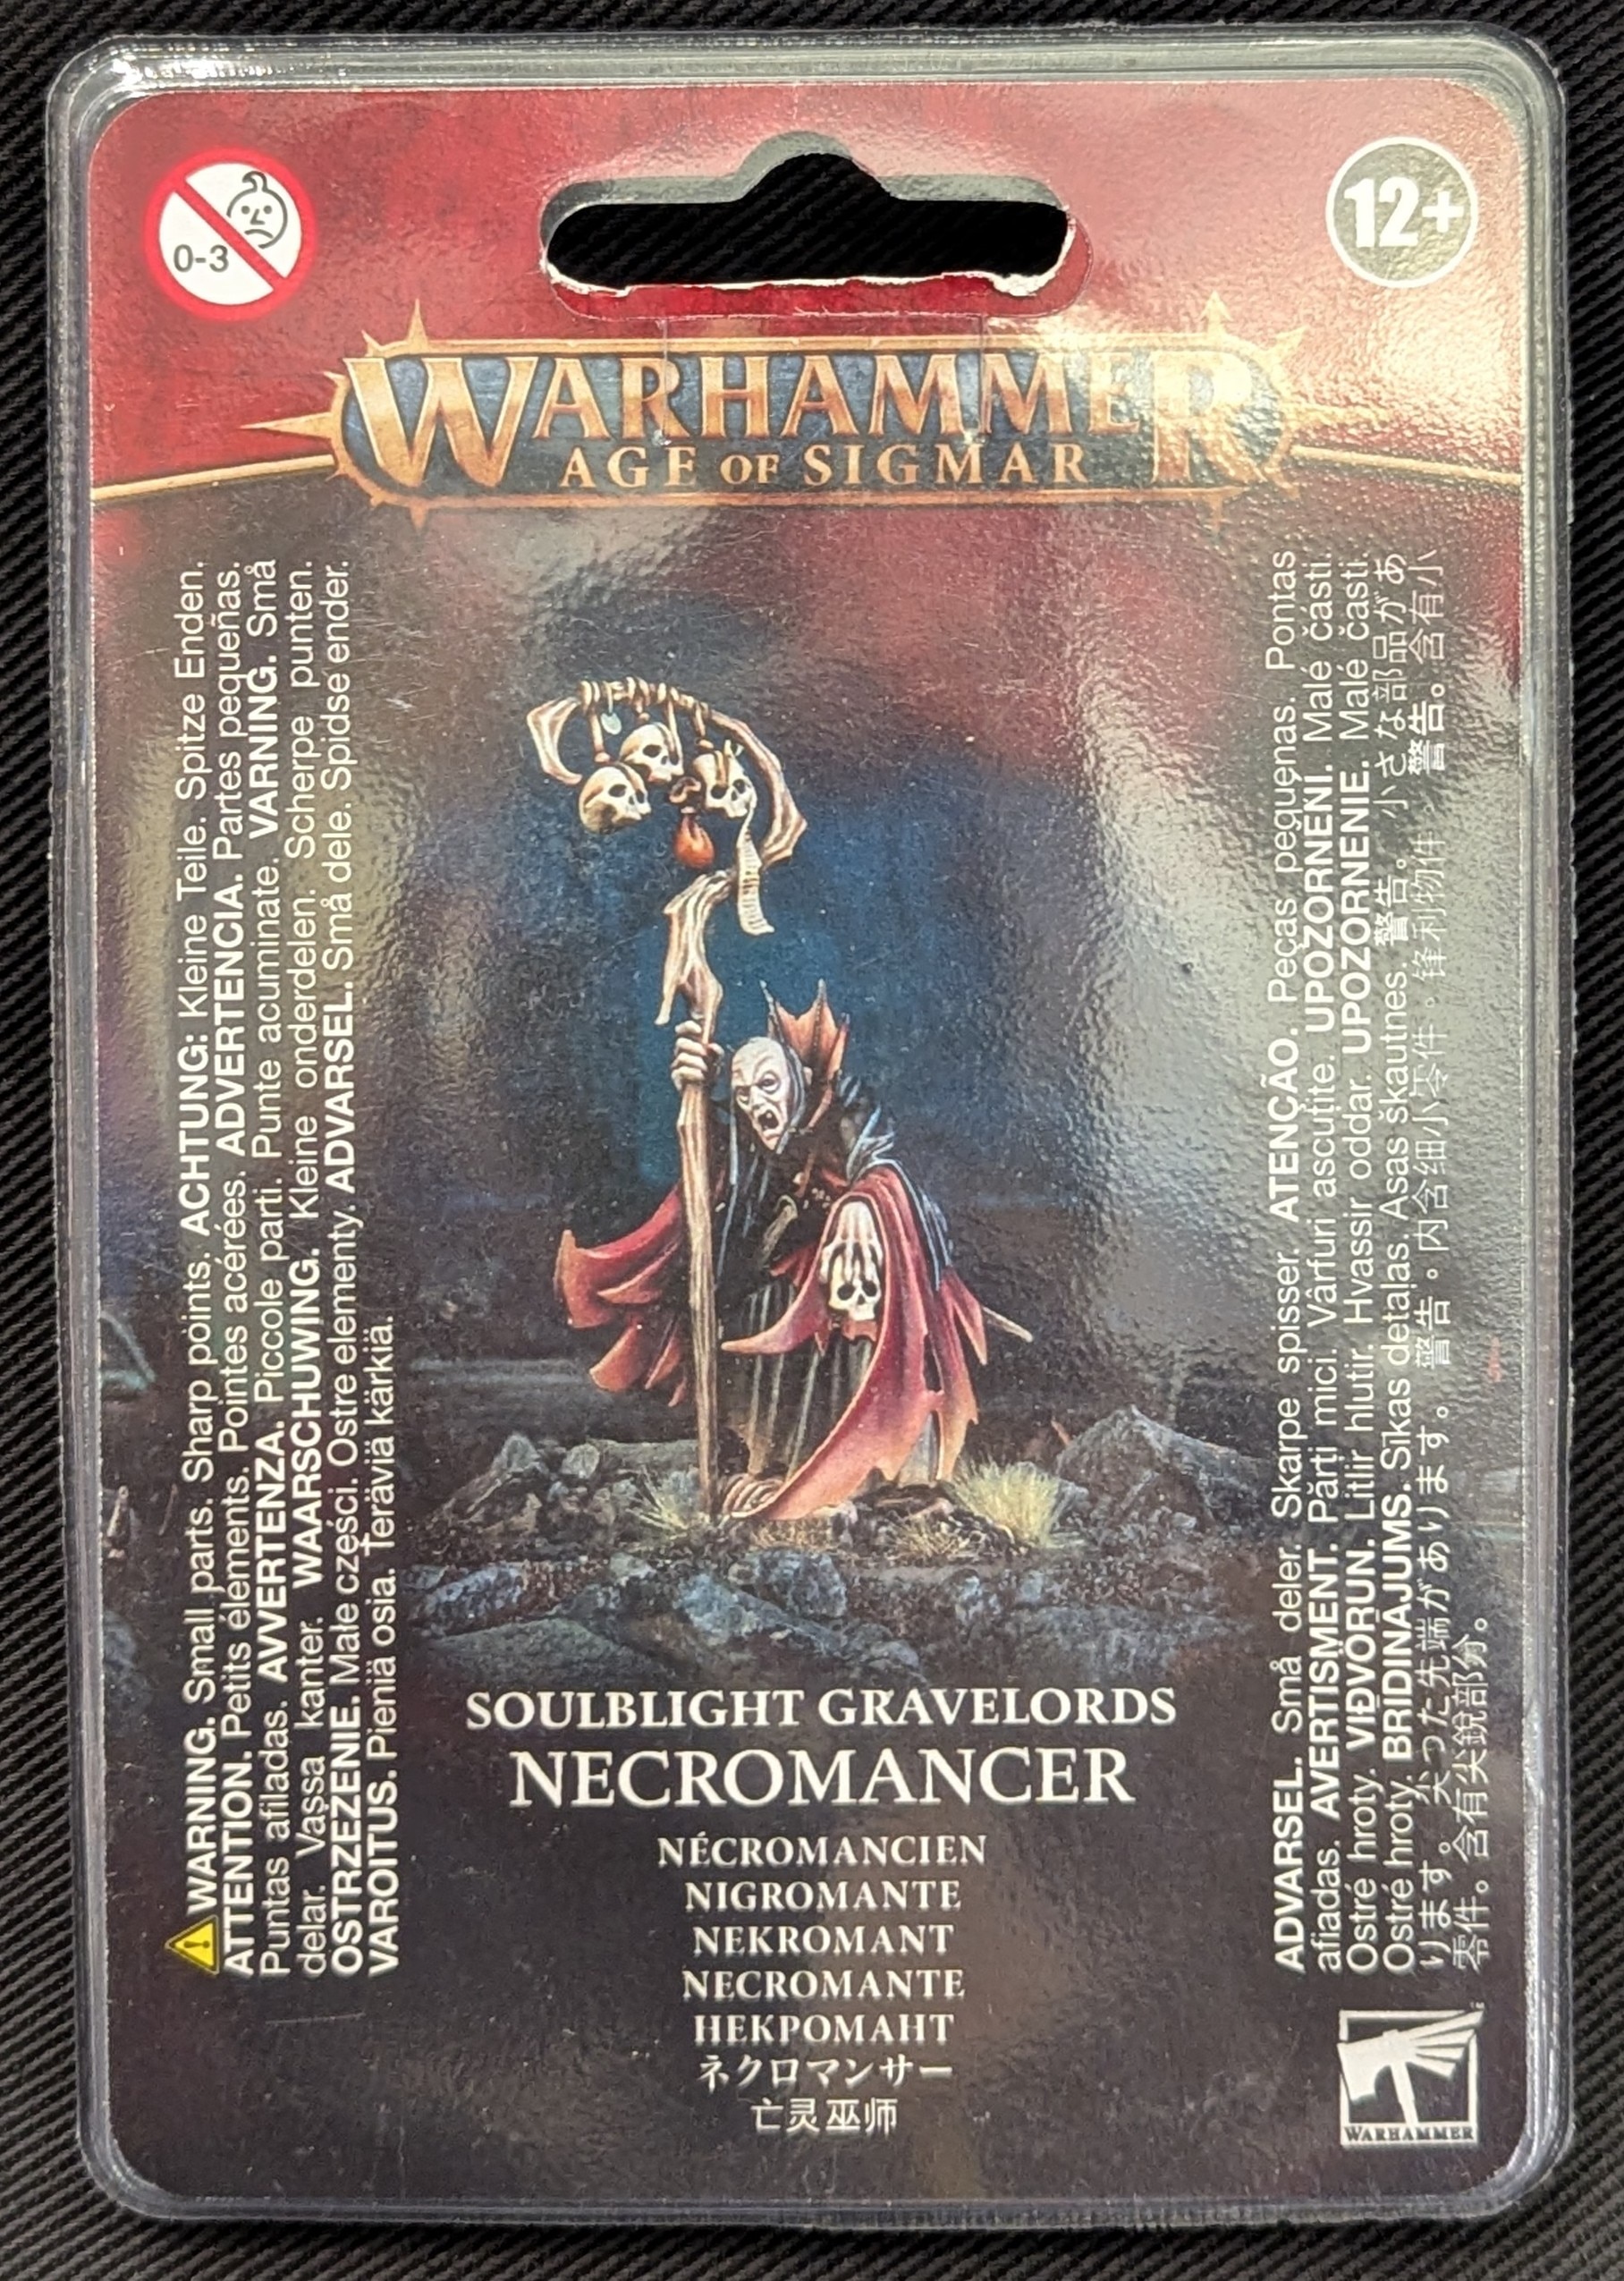 0-3
12+
WARHAMMER
AGE OF SIGMAR
WARNING. Small parts. Sharp points. ACHTUNG: Kleine Teile. Spitze Enden.
ATTENTION. Petits éléments. Pointes acérées. ADVERTENCIA. Partes pequeñas.
Puntas afiladas. AVVERTENZA. Piccole parti. Punte acuminate. VARNING. Små
delar. Vassa kanter. WAARSCHUWING. Kleine onderdelen. Scherpe punten.
OSTRZEŻENIE. Małe części. Ostre elementy. ADVARSEL. Små dele. Spidse ender.
VAROITUS. Pieniä osia. Teräviä kärkiä.
ADVARSEL. Små deler. Skarpe spisser. ATENÇÃO. Peças pequenas. Pontas
afiadas. AVERTISMENT. Părți mici. Vârfuri ascuțite. UPOZORNĚNÍ. Malé části.
Ostré hroty. VIÐVÖRUN. Litlir hlutir. Hvassir oddar. UPOZORNENIE. Malé časti.
Ostré hroty. BRĪDINĀJUMS. Sīkas detaļas. Asas šķautnes. 警告。小さな部品があ
ります。尖った先端があります。警告。内含细小零件。锋利物件 警告。含有小
零件。含有尖銳部分。
SOULBLIGHT GRAVELORDS
NECROMANCER
NÉCROMANCIEN
NIGROMANTE
NEKROMANT
NECROMANTE
НЕКРОМАНТ
ネクロマンサー
亡灵巫师
WARHAMMER